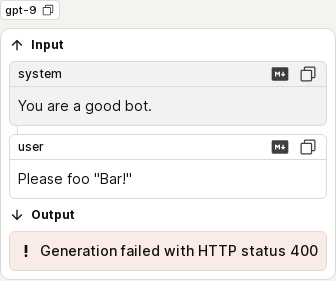 gpt-9
Input
system
M↓
You are a good bot.
user
M↓
Please foo "Bar!"
Output
! Generation failed with HTTP status 400